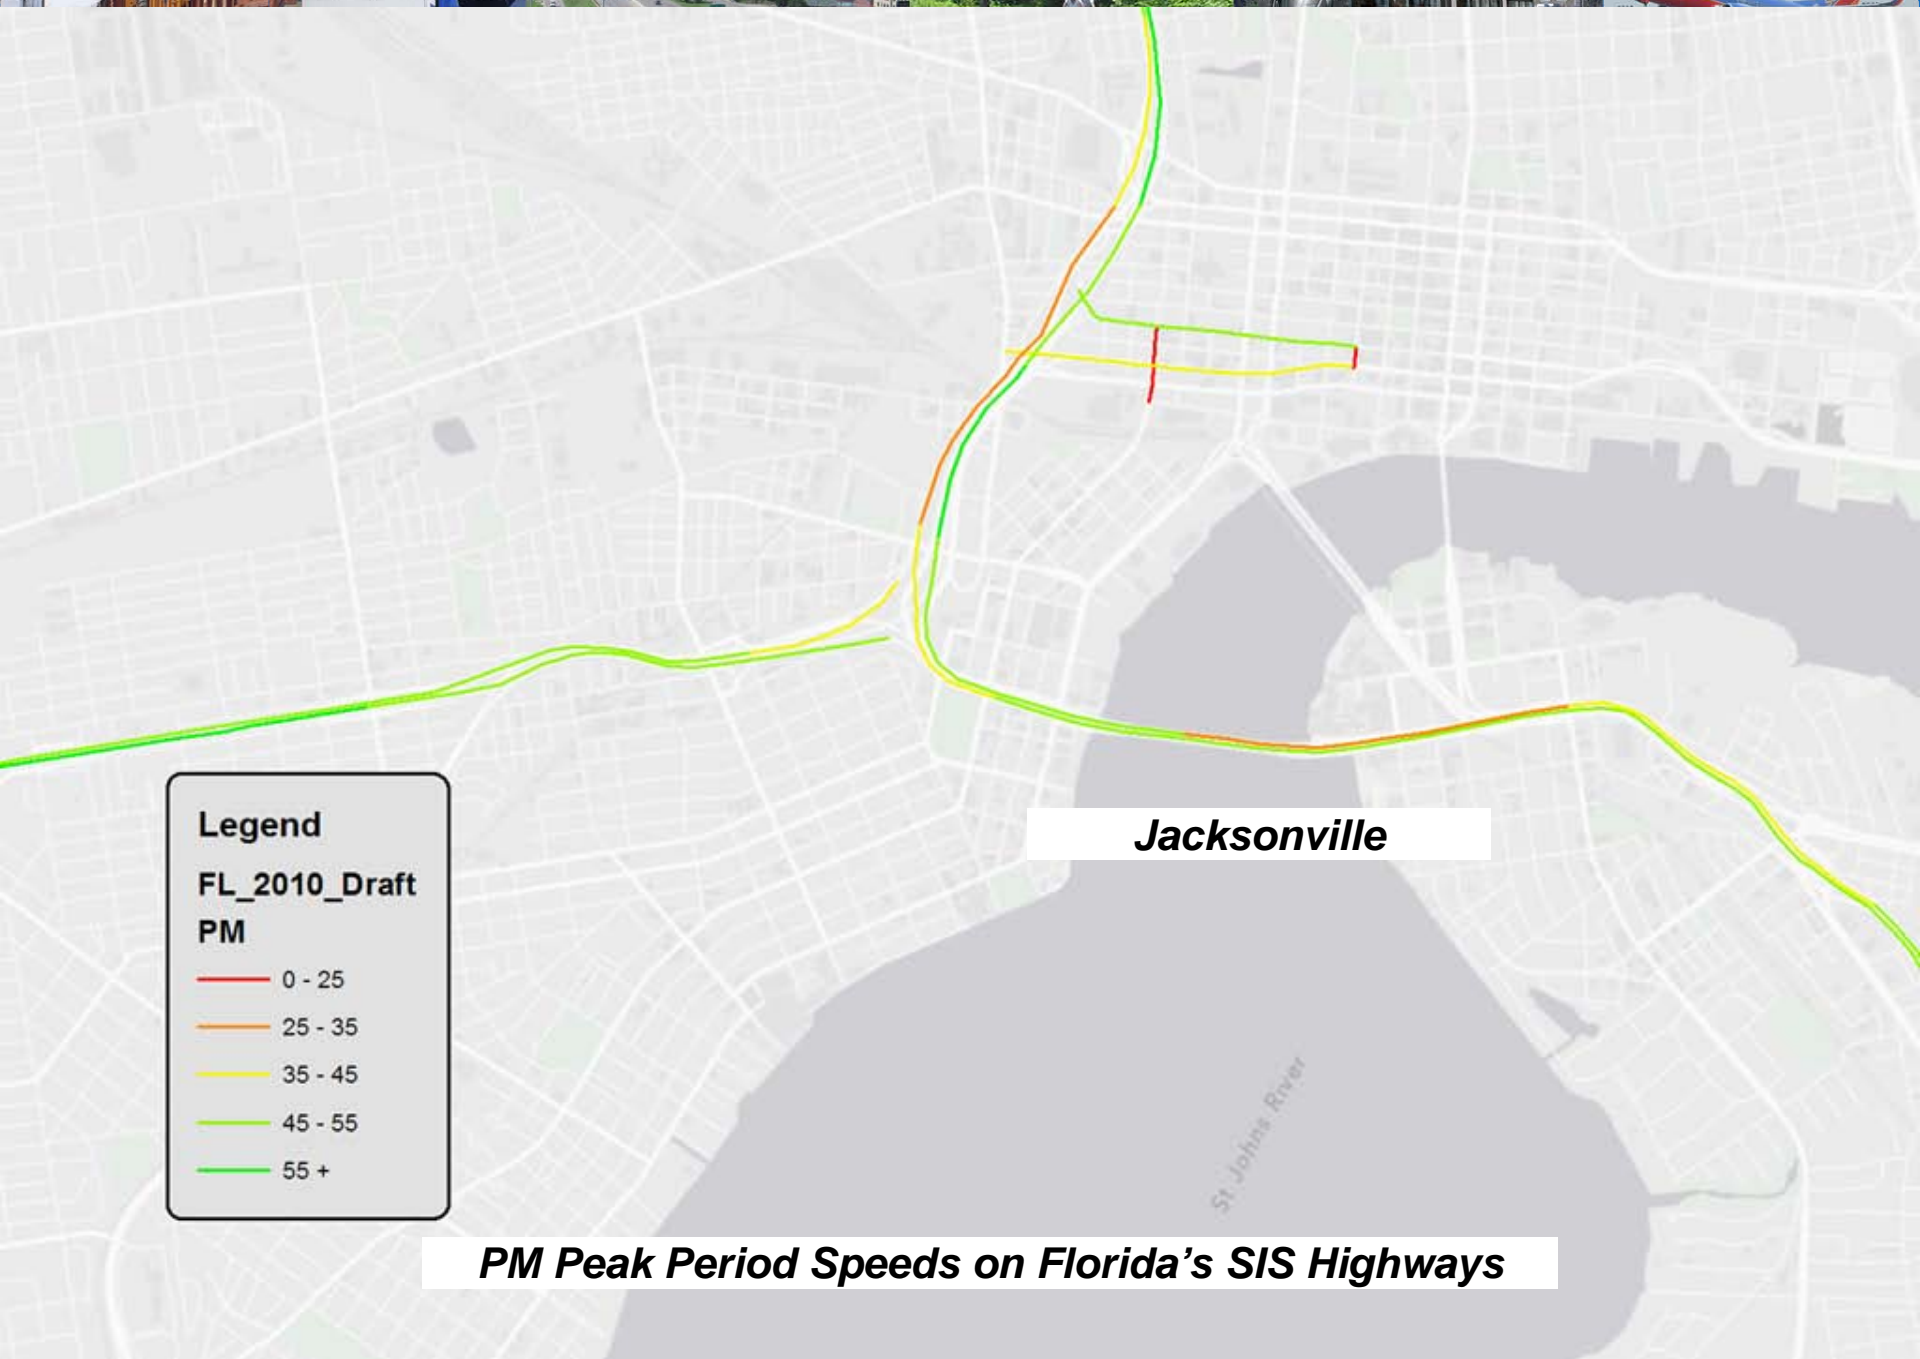 Jacksonville
Legend
FL_2010_Draft
PM
0 - 25
25 - 35
35 - 45
45 - 55
55 +
St Johns River
PM Peak Period Speeds on Florida's SIS Highways